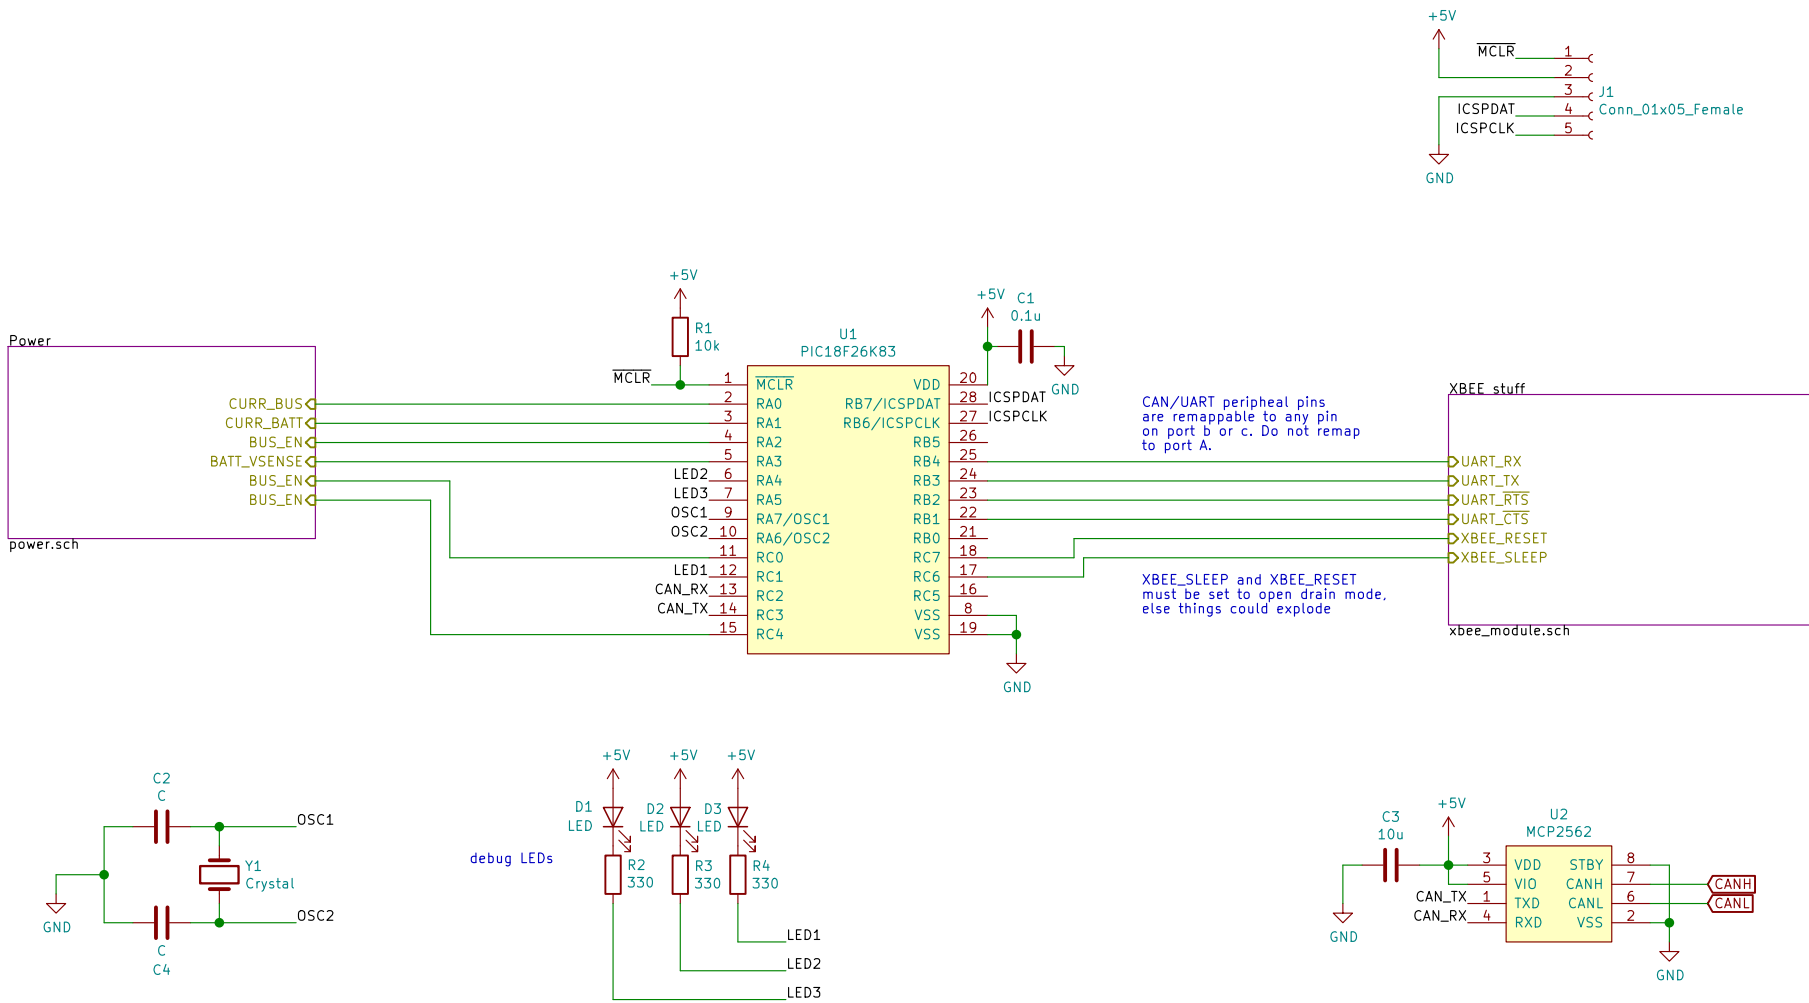 +5V
MCLR 1
2
3 J1
Conn_01x05_Female
ICSPDAT 4
ICSPCLK 5
GND
+5V
R1
10k
+5V
C1
0.1u
GND
Power
CURR_BUS
CURR_BATT
BUS_EN
BATT_VSENSE
BUS_EN
BUS_EN
power.sch
U1
PIC18F26K83
MCLR 1 MCLR VDD 20
2 RA0 RB7/ICSPDAT 28 ICSPDAT
3 RA1 RB6/ICSPCLK 27 ICSPCLK
4 RA2 RB5 26
5 RA3 RB4 25
LED2 6 RA4 RB3 24
LED3 7 RA5 RB2 23
OSC1 9 RA7/OSC1 RB1 22
OSC2 10 RA6/OSC2 RB0 21
11 RC0 RC7 18
LED1 12 RC1 RC6 17
CAN_RX 13 RC2 RC5 16
CAN_TX 14 RC3 VSS 8
15 RC4 VSS 19
GND
CAN/UART peripheal pins
are remappable to any pin
on port b or c. Do not remap
to port A.
XBEE_SLEEP and XBEE_RESET
must be set to open drain mode,
else things could explode
XBEE stuff
UART_RX
UART_TX
UART_RTS
UART_CTS
XBEE_RESET
XBEE_SLEEP
xbee_module.sch
C2
C
OSC1
Y1
Crystal
GND
OSC2
C
C4
debug LEDs
+5V +5V +5V
D1
LED
D2
LED
D3
LED
R2
330
R3
330
R4
330
LED1
LED2
LED3
C3
10u
+5V
GND
U2
MCP2562
3 VDD STBY 8
5 VIO CANH 7 CANH
CAN_TX 1 TXD CANL 6 CANL
CAN_RX 4 RXD VSS 2
GND